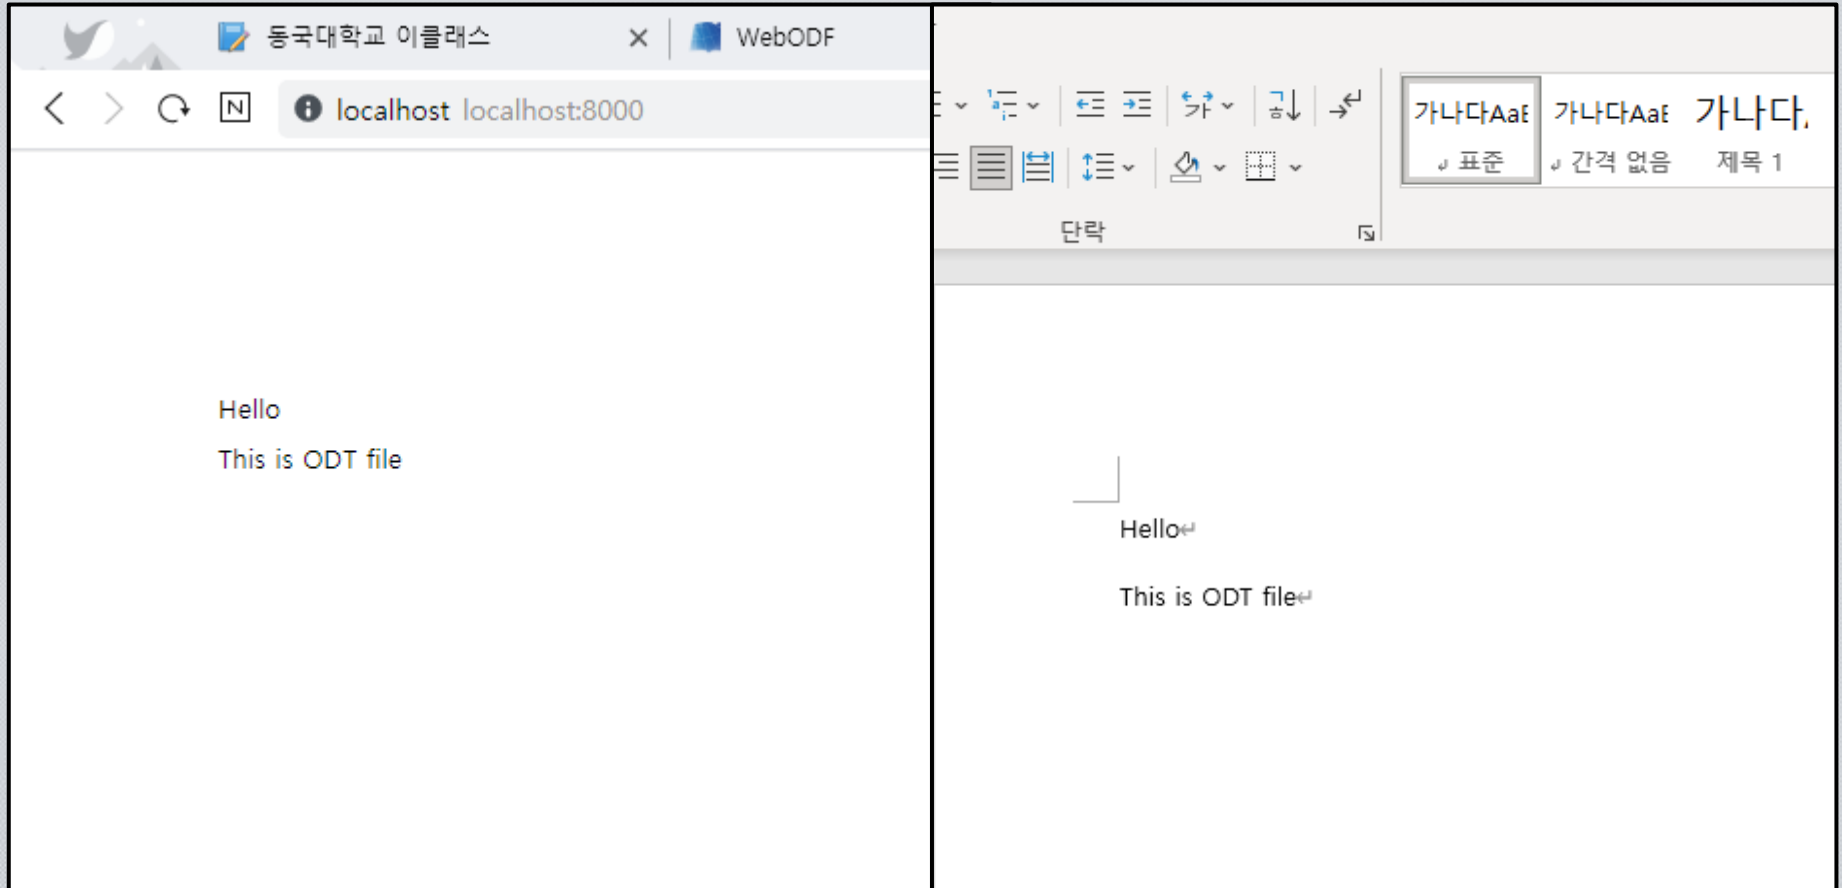 동국대학교 이클래스
WebODF
localhost localhost:8000
Hello
This is ODT file
가나다AaE
가나다AaE
가나다,
표준
간격 없음
제목 1
단락
Hello
This is ODT file